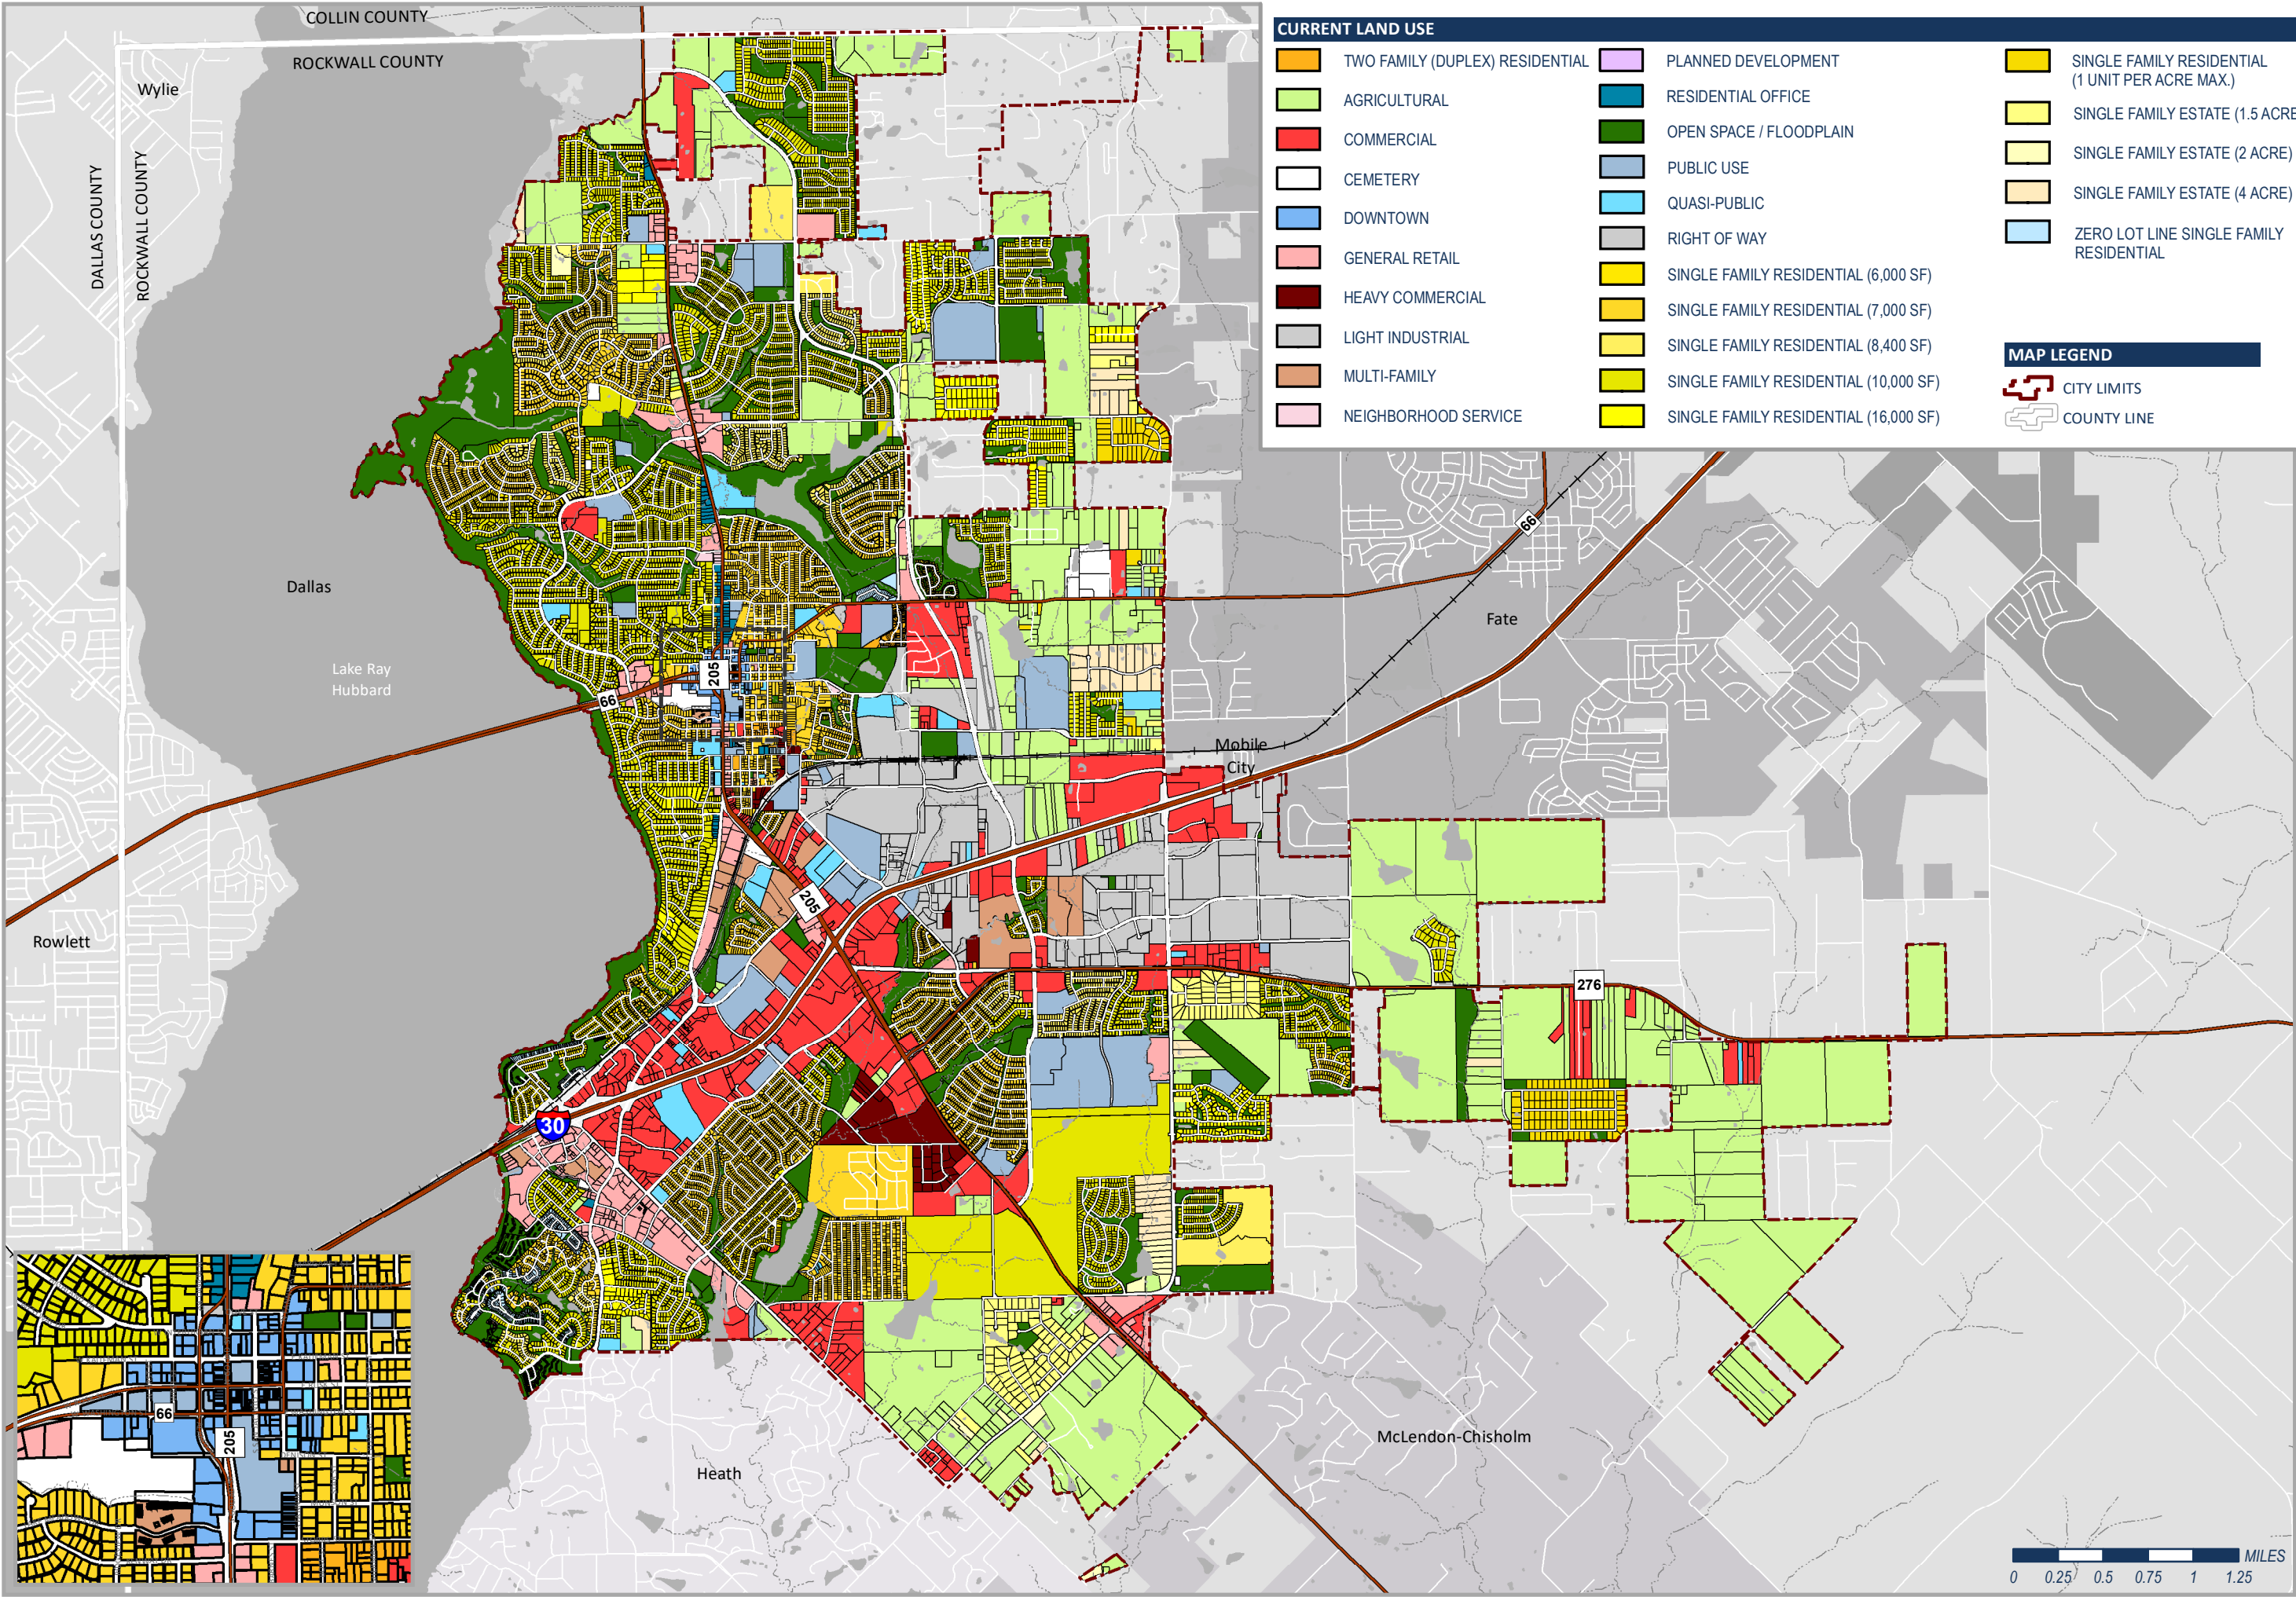 COLLIN COUNTY
ROCKWALL COUNTY
Wylie
DALLAS COUNTY
ROCKWALL COUNTY
CURRENT LAND USE
TWO FAMILY (DUPLEX) RESIDENTIAL
AGRICULTURAL
COMMERCIAL
CEMETERY
DOWNTOWN
GENERAL RETAIL
HEAVY COMMERCIAL
LIGHT INDUSTRIAL
MULTI-FAMILY
NEIGHBORHOOD SERVICE
PLANNED DEVELOPMENT
RESIDENTIAL OFFICE
OPEN SPACE / FLOODPLAIN
PUBLIC USE
QUASI-PUBLIC
RIGHT OF WAY
SINGLE FAMILY RESIDENTIAL (6,000 SF)
SINGLE FAMILY RESIDENTIAL (7,000 SF)
SINGLE FAMILY RESIDENTIAL (8,400 SF)
SINGLE FAMILY RESIDENTIAL (10,000 SF)
SINGLE FAMILY RESIDENTIAL (16,000 SF)
SINGLE FAMILY RESIDENTIAL
(1 UNIT PER ACRE MAX.)
SINGLE FAMILY ESTATE (1.5 ACRE
SINGLE FAMILY ESTATE (2 ACRE)
SINGLE FAMILY ESTATE (4 ACRE)
ZERO LOT LINE SINGLE FAMILY
RESIDENTIAL
MAP LEGEND
CITY LIMITS
COUNTY LINE
66
Dallas
Fate
Lake Ray
Hubbard
205
66
Mobile
City
205
Rowlett
276
30
66
205
McLendon-Chisholm
Heath
MILES
0 0.25 0.5 0.75 1 1.25